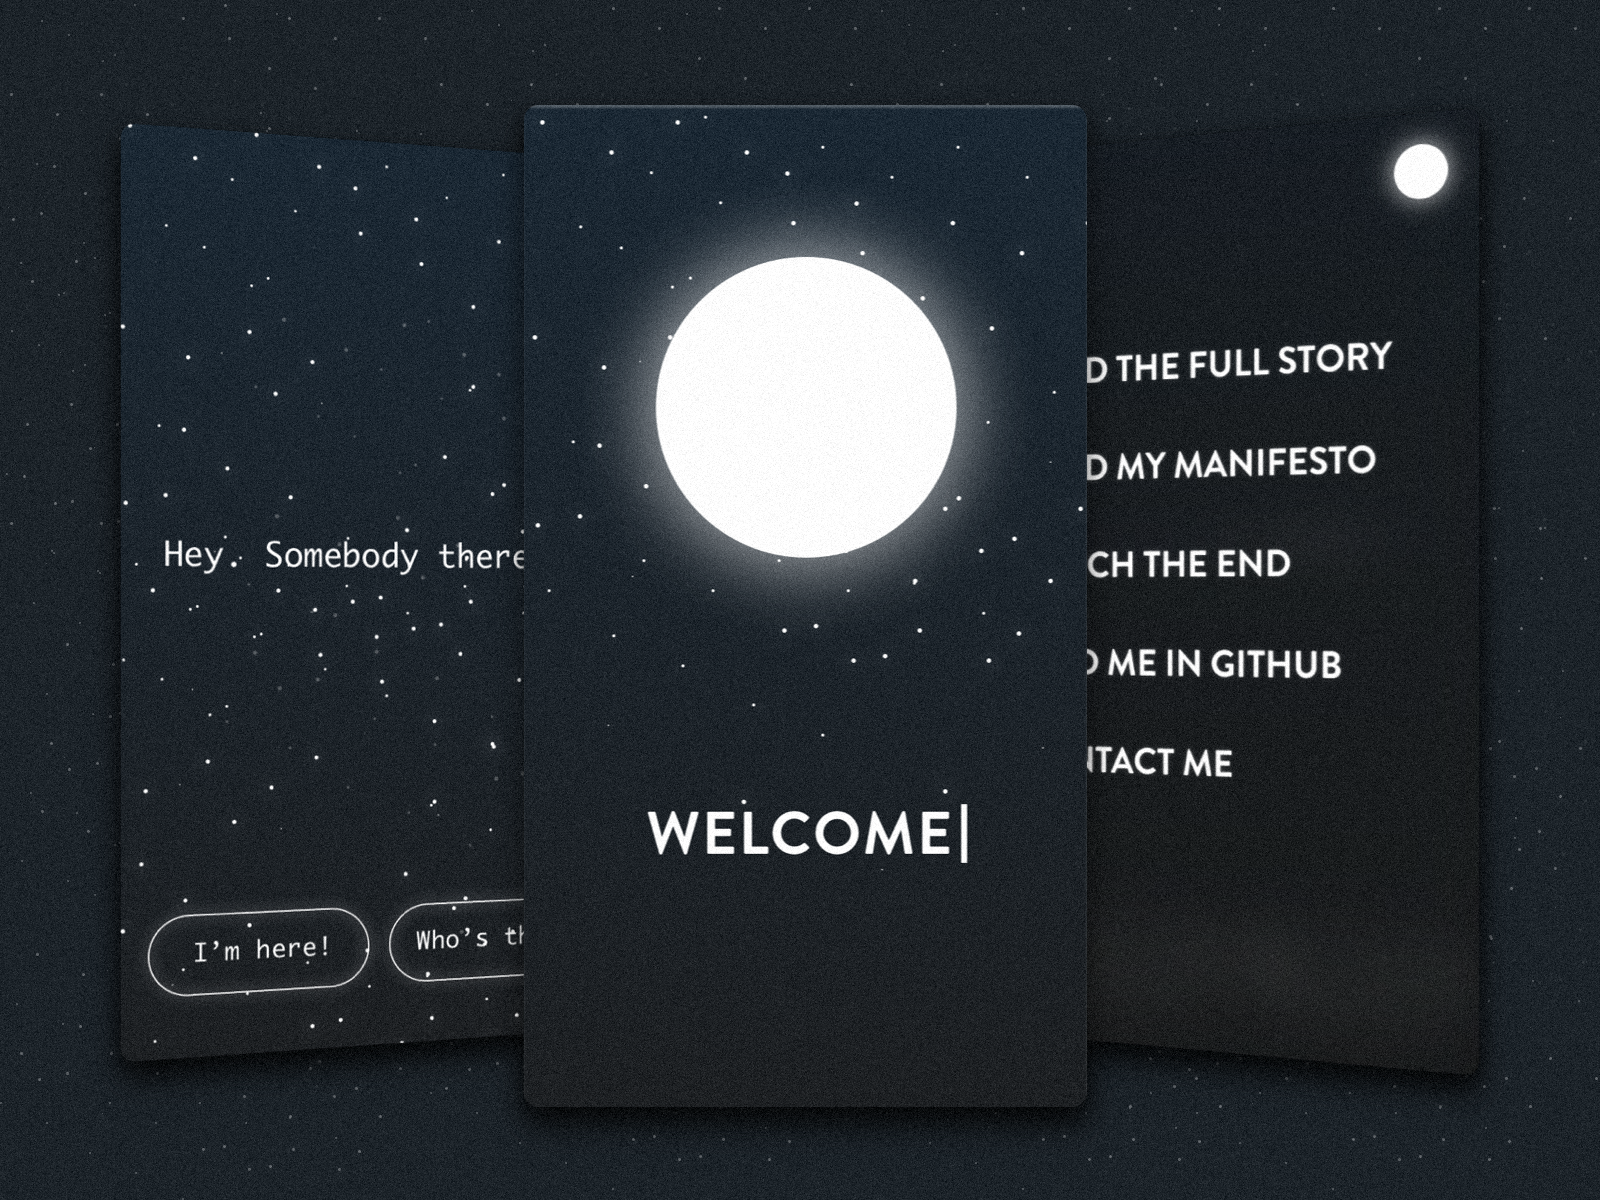 Hey. Somebody there
I'm here!
Who's th
WELCOME|
D THE FULL STORY
D MY MANIFESTO
CH THE END
D ME IN GITHUB
NTACT ME